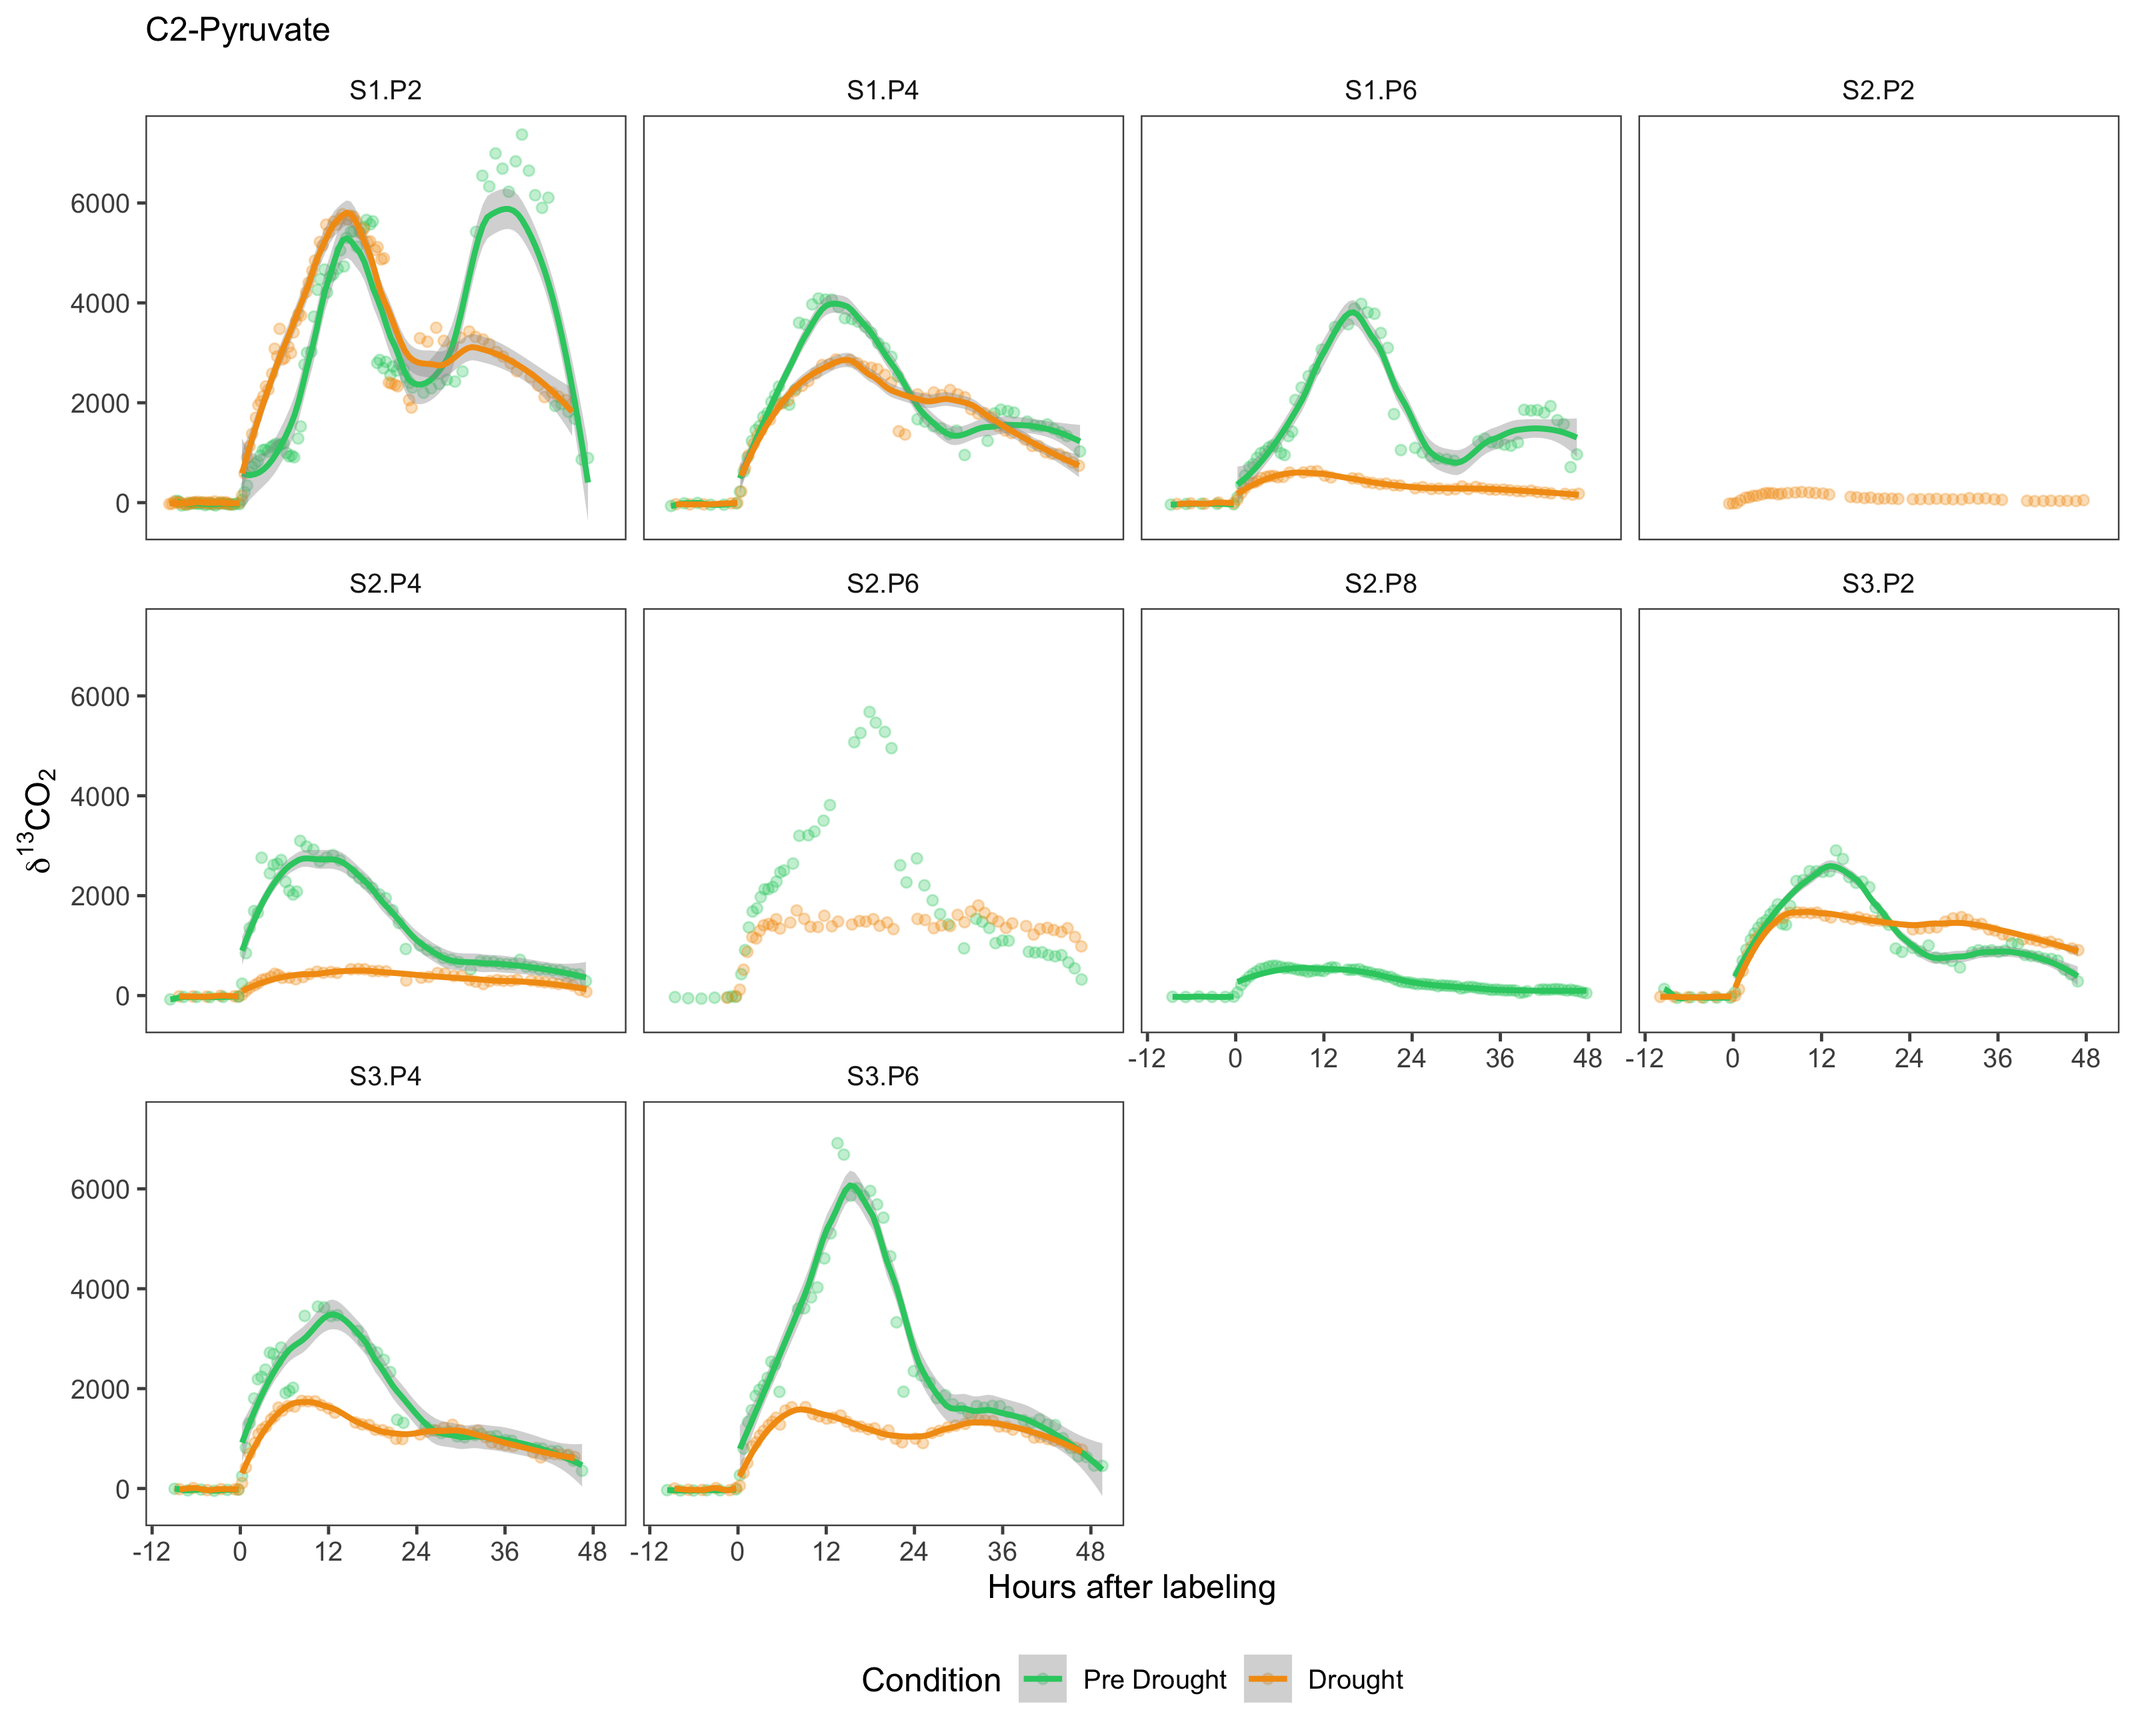 C2-Pyruvate
S1.P2 S1.P4 S1.P6 S2.P2
6000
4000
2000
0
S2.P4 S2.P6 S2.P8 S3.P2
6000
4000
2000
0
-12 0 12 24 36 48 -12 0 12 24 36 48
S3.P4 S3.P6
6000
4000
2000
0
-12 0 12 24 36 48 -12 0 12 24 36 48
δ¹³CO₂
Hours after labeling
Condition Pre Drought Drought